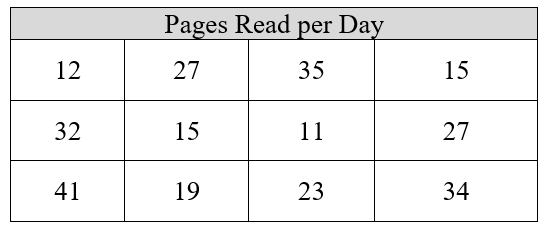 Pages Read per Day
12 27 35 15
32 15 11 27
41 19 23 34